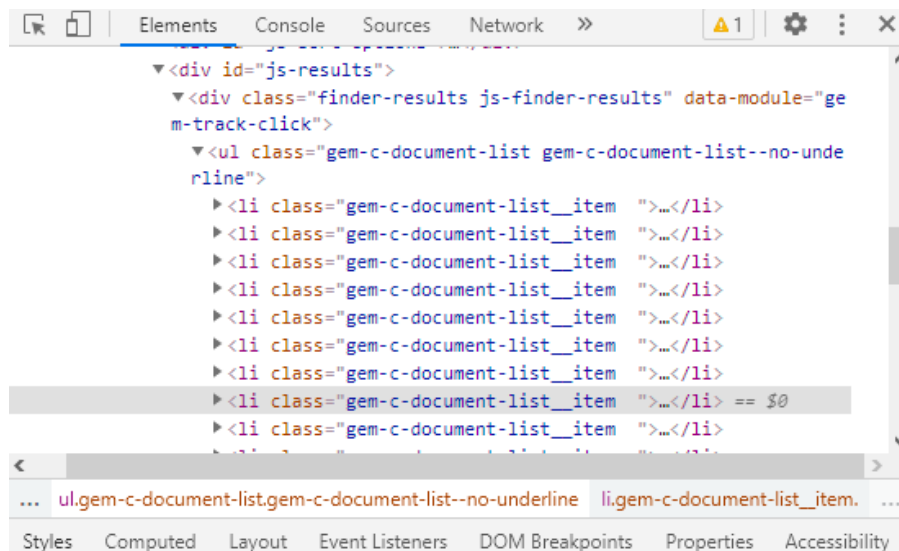 Elements Console Sources Network » 1
▼<div id="js-results">
▼<div class="finder-results js-finder-results" data-module="ge
m-track-click">
▼<ul class="gem-c-document-list gem-c-document-list--no-unde
rline">
▶<li class="gem-c-document-list__item  ">…</li>
▶<li class="gem-c-document-list__item  ">…</li>
▶<li class="gem-c-document-list__item  ">…</li>
▶<li class="gem-c-document-list__item  ">…</li>
▶<li class="gem-c-document-list__item  ">…</li>
▶<li class="gem-c-document-list__item  ">…</li>
▶<li class="gem-c-document-list__item  ">…</li>
▶<li class="gem-c-document-list__item  ">…</li> == $0
▶<li class="gem-c-document-list__item  ">…</li>
... ul.gem-c-document-list.gem-c-document-list--no-underline li.gem-c-document-list__item. ...
Styles Computed Layout Event Listeners DOM Breakpoints Properties Accessibility